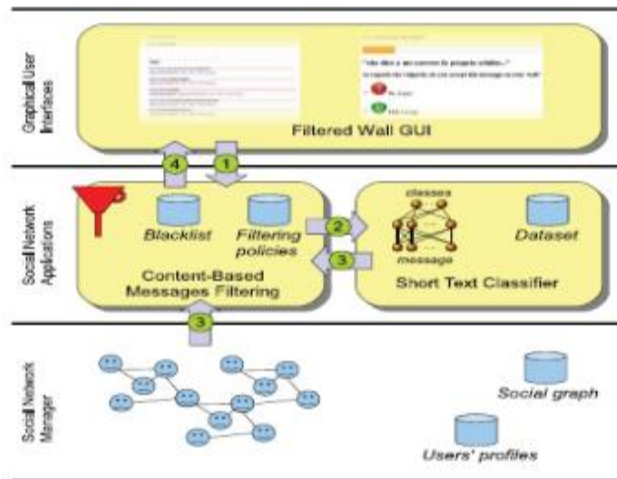 Graphical User
Interfaces
Filtered Wall GUI
4
1
Social Network
Applications
Blacklist
Filtering
policies
Content-Based
Messages Filtering
2
3
classes
message
Dataset
Short Text Classifier
3
Social Network
Manager
Social graph
Users' profiles